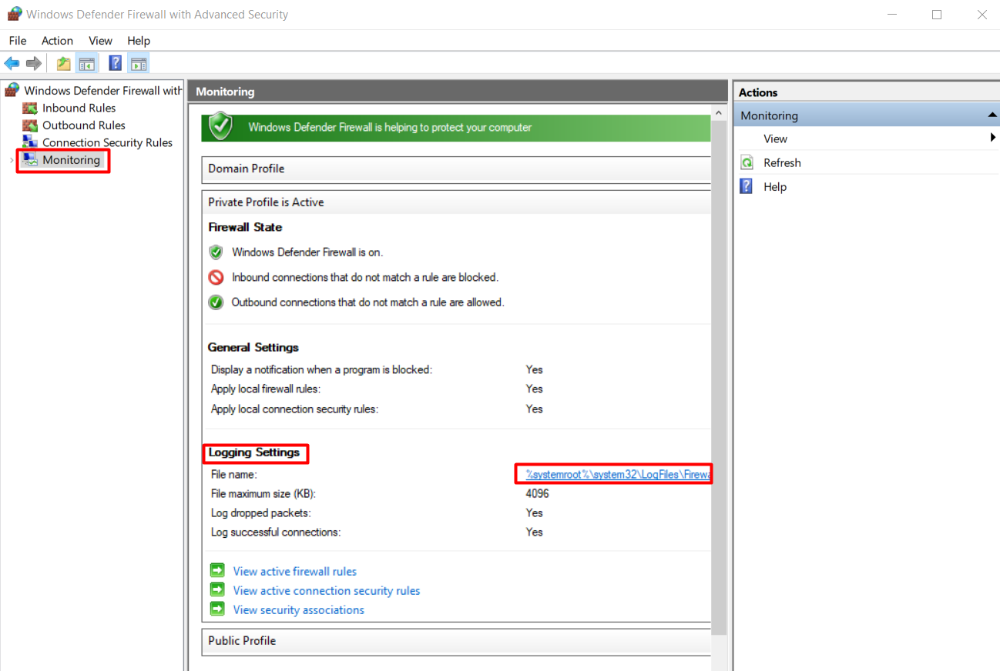 Windows Defender Firewall with Advanced Security
File Action View Help
Windows Defender Firewall with
Inbound Rules
Outbound Rules
Connection Security Rules
Monitoring
Monitoring
Windows Defender Firewall is helping to protect your computer
Domain Profile
Private Profile is Active
Firewall State
Windows Defender Firewall is on.
Inbound connections that do not match a rule are blocked.
Outbound connections that do not match a rule are allowed.
General Settings
Display a notification when a program is blocked: Yes
Apply local firewall rules: Yes
Apply local connection security rules: Yes
Logging Settings
File name: %systemroot%\system32\LogFiles\Firewa
File maximum size (KB): 4096
Log dropped packets: Yes
Log successful connections: Yes
View active firewall rules
View active connection security rules
View security associations
Public Profile
Actions
Monitoring
View
Refresh
Help